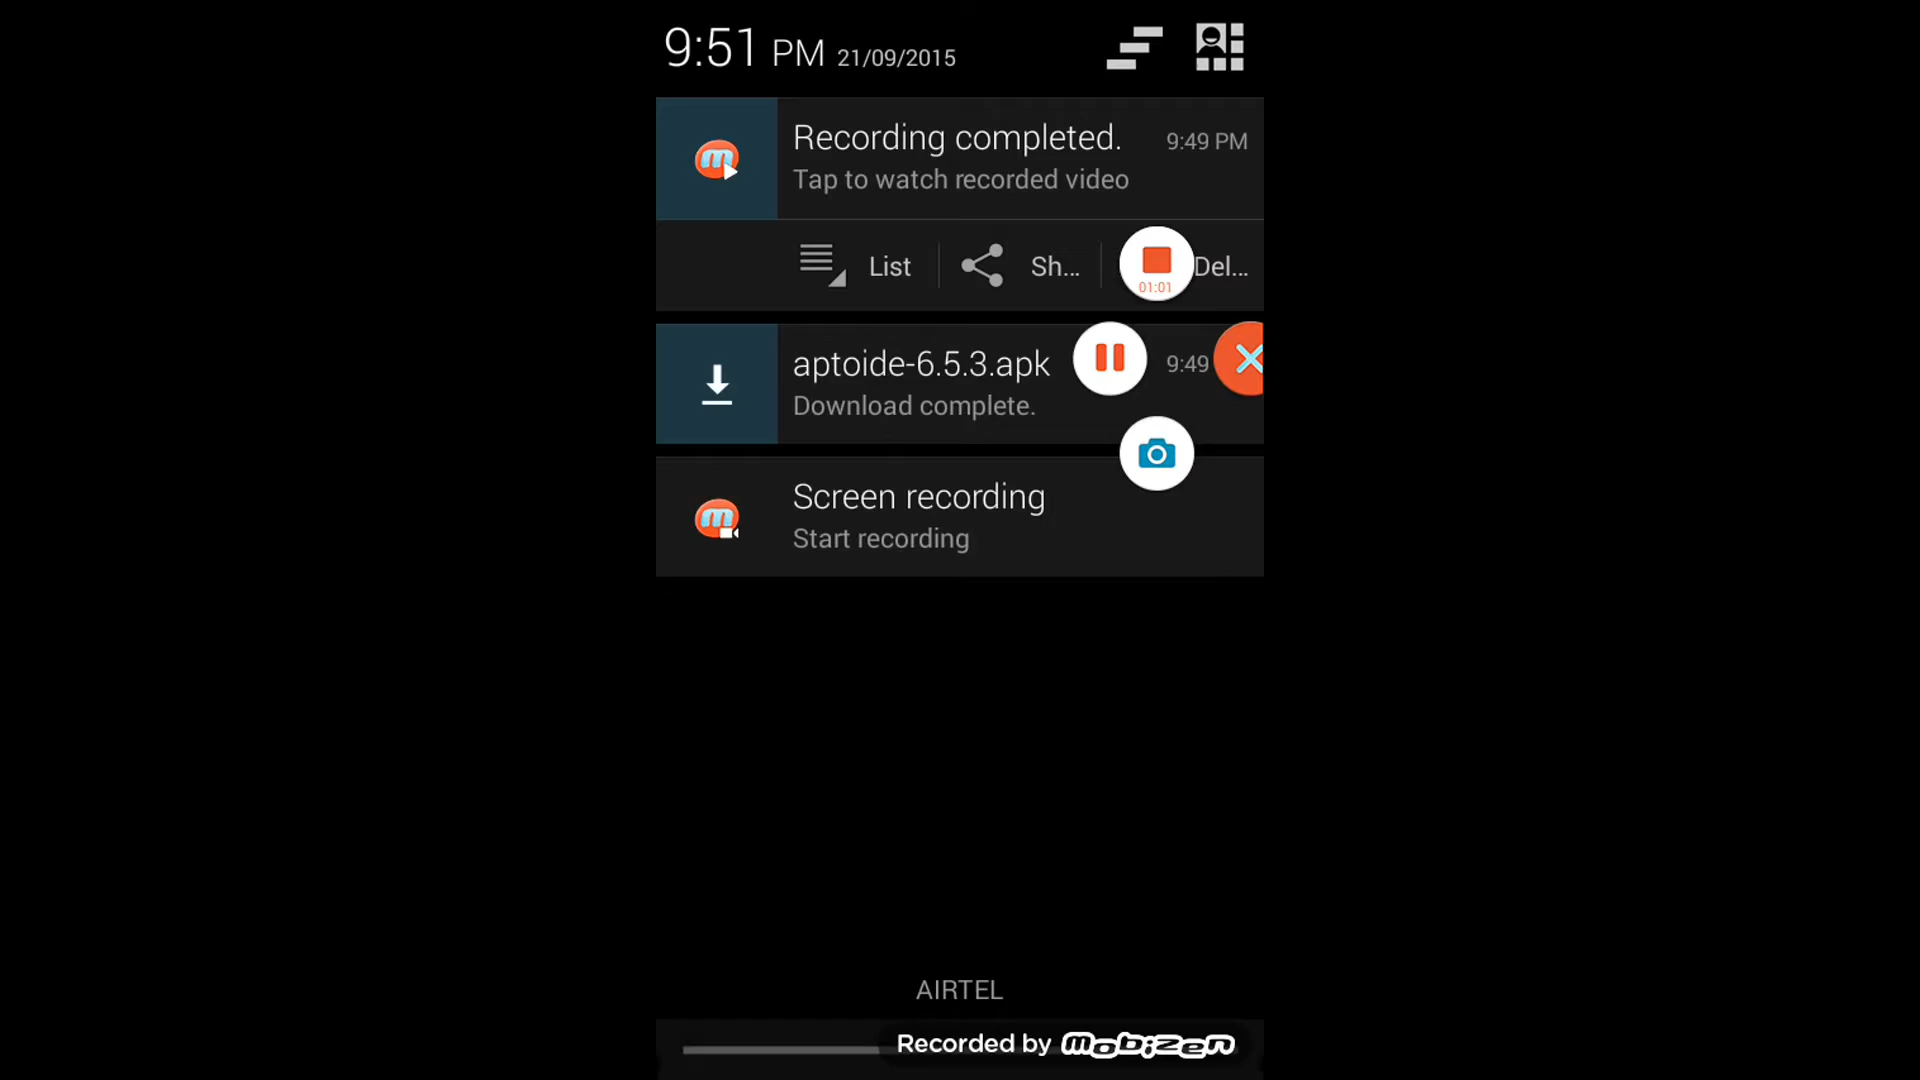 9:51 PM 21/09/2015
Recording completed. 9:49 PM
Tap to watch recorded video
List Sh... Del...
01:01
aptoide-6.5.3.apk 9:49
Download complete.
Screen recording
Start recording
AIRTEL
Recorded by mobizen